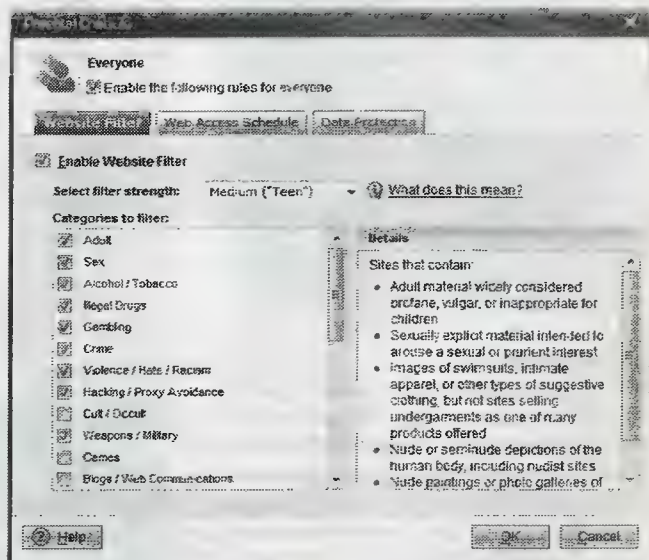 Everyone
Enable the following rules for everyone
Website Filter Web Access Schedule Data Protection
Enable Website Filter
Select filter strength: Medium ("Teen") What does this mean?
Categories to filter:
Adult
Sex
Alcohol / Tobacco
Illegal Drugs
Gambling
Crime
Violence / Hate / Racism
Hacking / Proxy Avoidance
Cult / Occult
Weapons / Military
Games
Blogs / Web Communications
Details
Sites that contain:
• Adult material widely considered
profane, vulgar, or inappropriate for
children
• Sexually explicit material intended to
arouse a sexual or prurient interest
• Images of swimsuits, intimate
apparel, or other types of suggestive
clothing, but not sites selling
undergarments as one of many
products offered
• Nude or seminude depictions of the
human body, including nudist sites
• Nude paintings or photo galleries of
Help OK Cancel